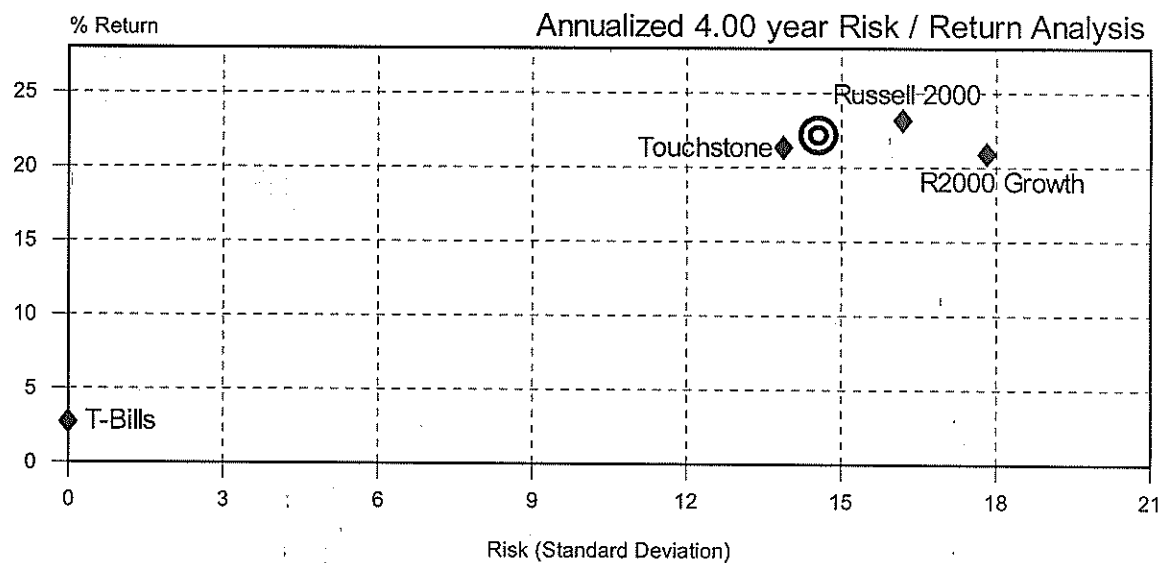 % Return
Annualized 4.00 year Risk / Return Analysis
25
Russell 2000
Touchstone
20
R2000 Growth
15
10
5
T-Bills
0
0 3 6 9 12 15 18 21
Risk (Standard Deviation)